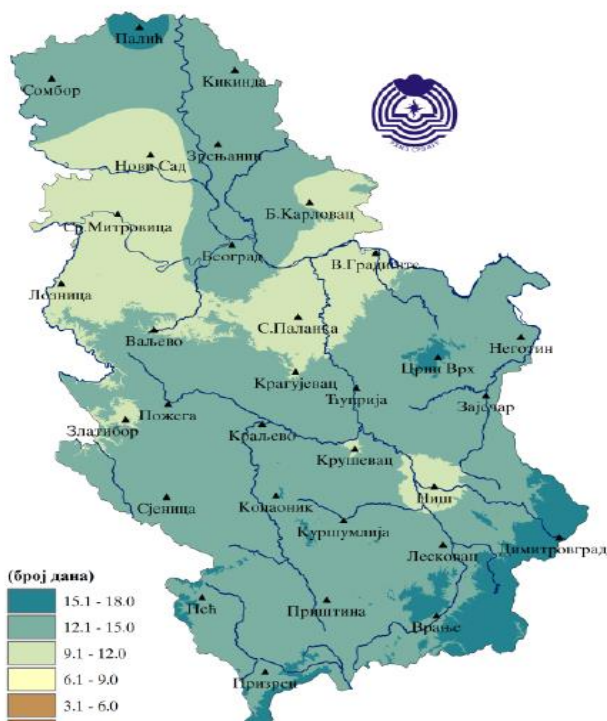 Палић
Сомбор
Кикинда
Нови Сад
Зрењанин
Б.Карловац
Ср.Митровица
Београд
В.Градиште
Лозница
С.Паланка
Ваљево
Неготин
Црни Врх
Крагујевац
Ћуприја
Зајечар
Пожега
Златибор
Краљево
Крушевац
Ниш
Сјеница
Копаоник
Куршумлија
Димитровград
Лесковац
(број дана)
15.1 - 18.0
Пећ
Приштина
12.1 - 15.0
Врање
9.1 - 12.0
6.1 - 9.0
Призрен
3.1 - 6.0